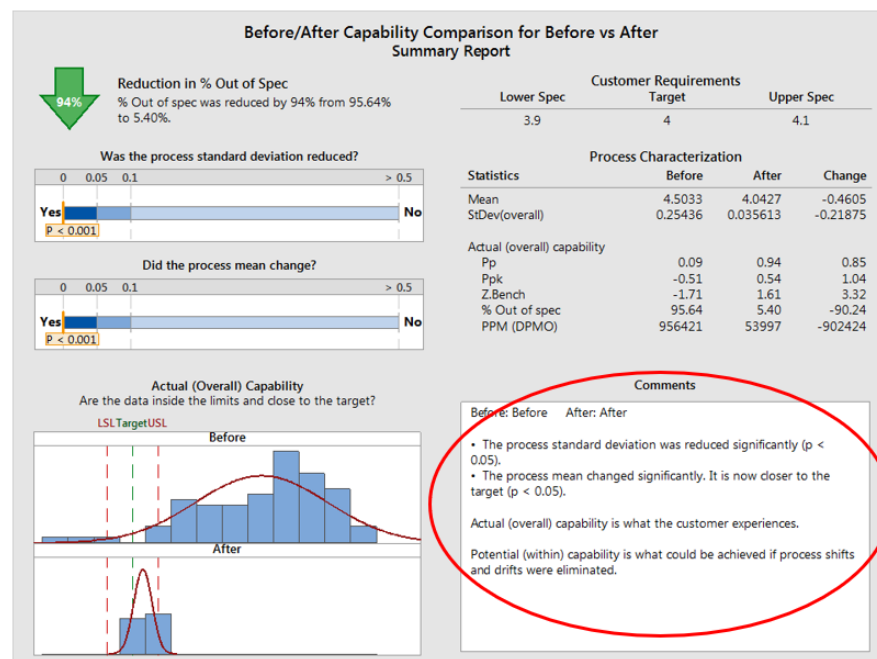 Before/After Capability Comparison for Before vs After
Summary Report
94%
Reduction in % Out of Spec
% Out of spec was reduced by 94% from 95.64%
to 5.40%.
Customer Requirements
Lower Spec Target Upper Spec
3.9 4 4.1
Was the process standard deviation reduced?
0 0.05 0.1 > 0.5
Yes No
P < 0.001
Did the process mean change?
0 0.05 0.1 > 0.5
Yes No
P < 0.001
Process Characterization
Statistics Before After Change
Mean 4.5033 4.0427 -0.4605
StDev(overall) 0.25436 0.035613 -0.21875
Actual (overall) capability
Pp 0.09 0.94 0.85
Ppk -0.51 0.54 1.04
Z.Bench -1.71 1.61 3.32
% Out of spec 95.64 5.40 -90.24
PPM (DPMO) 956421 53997 -902424
Actual (Overall) Capability
Are the data inside the limits and close to the target?
LSL Target USL
Before
After
Comments
Before: Before After: After
• The process standard deviation was reduced significantly (p <
0.05).
• The process mean changed significantly. It is now closer to the
target (p < 0.05).
Actual (overall) capability is what the customer experiences.
Potential (within) capability is what could be achieved if process shifts
and drifts were eliminated.